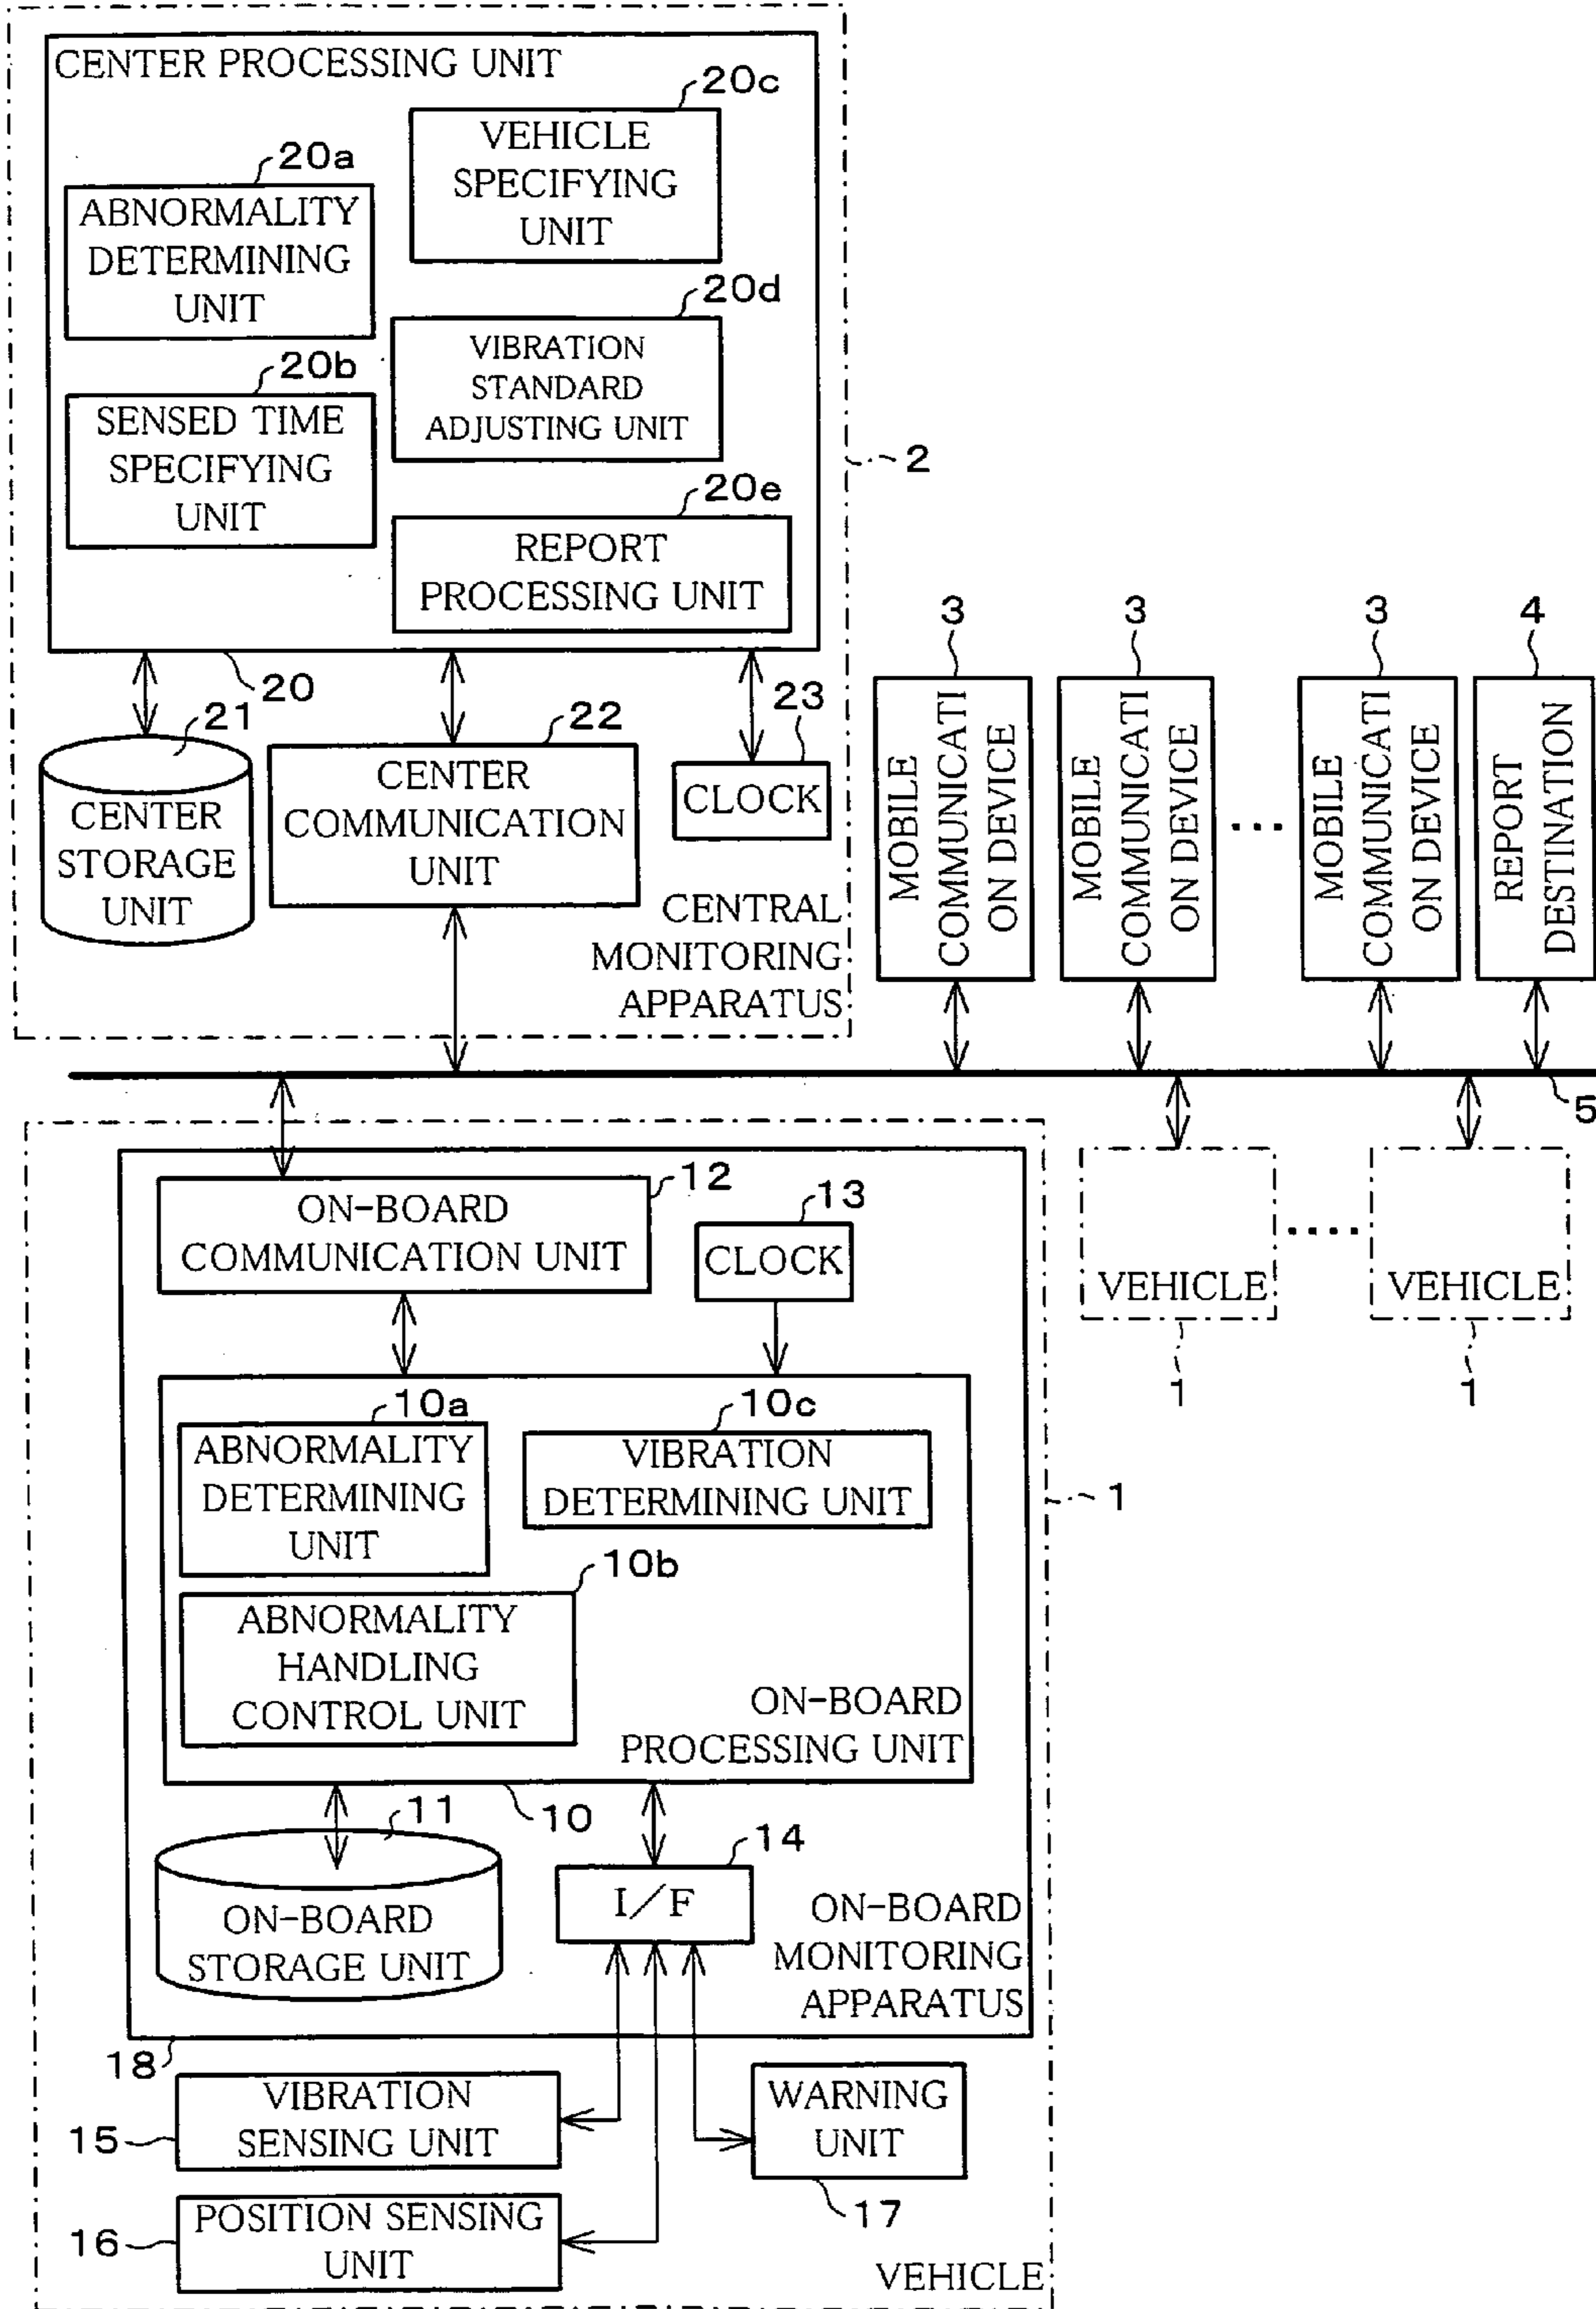 CENTER PROCESSING UNIT
20c
VEHICLE
SPECIFYING
UNIT
20a
ABNORMALITY
DETERMINING
UNIT
20d
VIBRATION
STANDARD
ADJUSTING UNIT
20b
SENSED TIME
SPECIFYING
UNIT
2
20e
REPORT
PROCESSING UNIT
20
21
CENTER
STORAGE
UNIT
22
CENTER
COMMUNICATION
UNIT
23
CLOCK
CENTRAL
MONITORING
APPARATUS
3
MOBILE
COMMUNICATI
ON DEVICE
3
MOBILE
COMMUNICATI
ON DEVICE
...
3
MOBILE
COMMUNICATI
ON DEVICE
4
REPORT
DESTINATION
5
12
ON-BOARD
COMMUNICATION UNIT
13
CLOCK
VEHICLE
1
....
VEHICLE
1
10a
ABNORMALITY
DETERMINING
UNIT
10c
VIBRATION
DETERMINING UNIT
1
10b
ABNORMALITY
HANDLING
CONTROL UNIT
ON-BOARD
PROCESSING UNIT
10
11
ON-BOARD
STORAGE UNIT
14
I/F
ON-BOARD
MONITORING
APPARATUS
18
15
VIBRATION
SENSING UNIT
WARNING
UNIT
17
16
POSITION SENSING
UNIT
VEHICLE